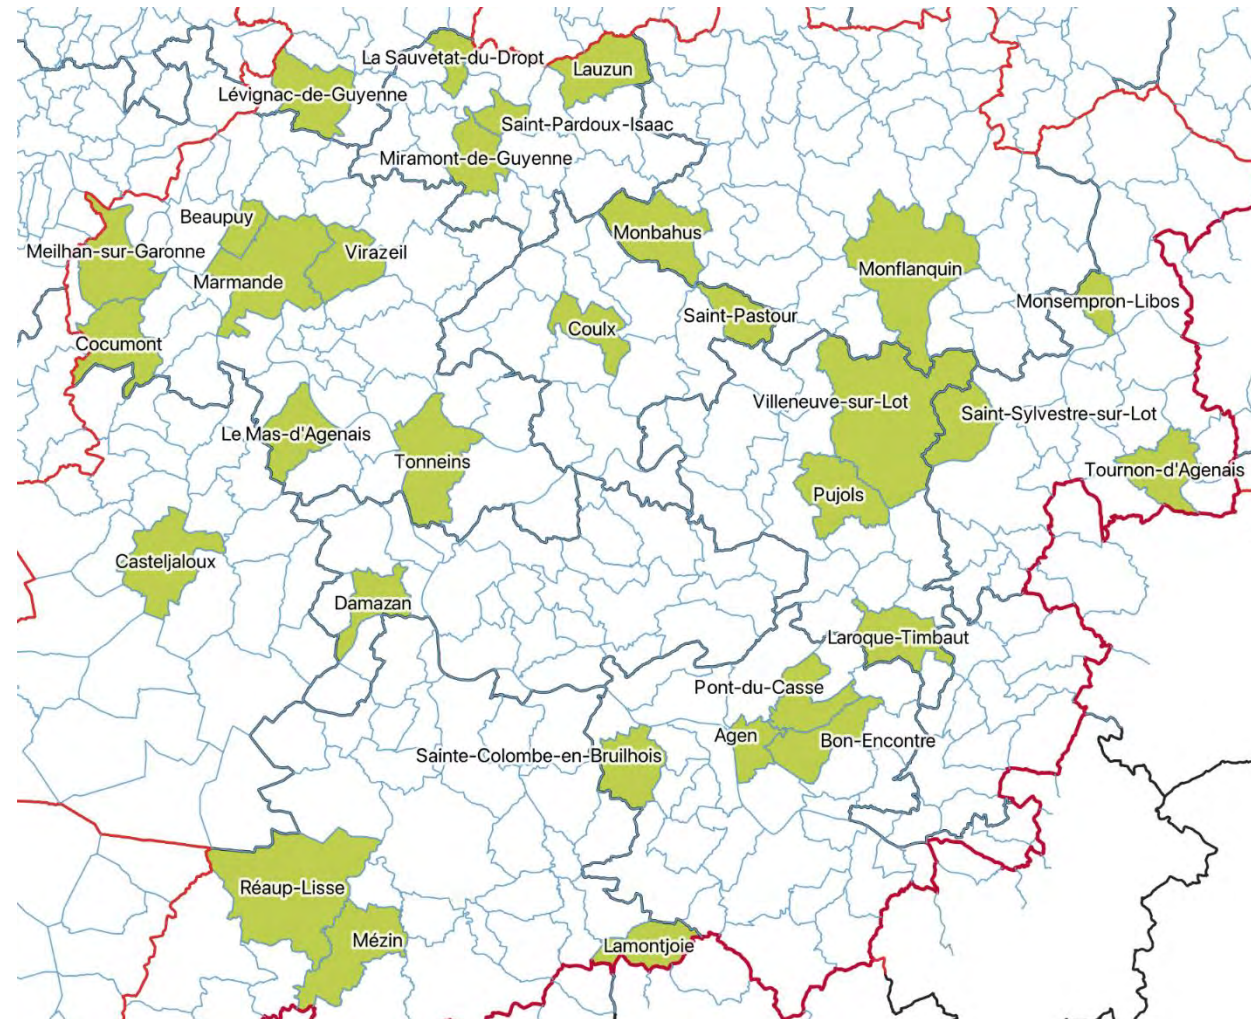 La Sauvetat-du-Dropt
Lauzun
Lévignac-de-Guyenne
Saint-Pardoux-Isaac
Miramont-de-Guyenne
Beaupuy
Monbahus
Meilhan-sur-Garonne
Virazeil
Monflanquin
Marmande
Monsempron-Libos
Saint-Pastour
Coulx
Cocumont
Villeneuve-sur-Lot
Saint-Sylvestre-sur-Lot
Le Mas-d'Agenais
Tonneins
Tournon-d'Agenais
Pujols
Casteljaloux
Damazan
Laroque-Timbaut
Pont-du-Casse
Agen
Bon-Encontre
Sainte-Colombe-en-Bruilhois
Réaup-Lisse
Mézin
Lamontjoie